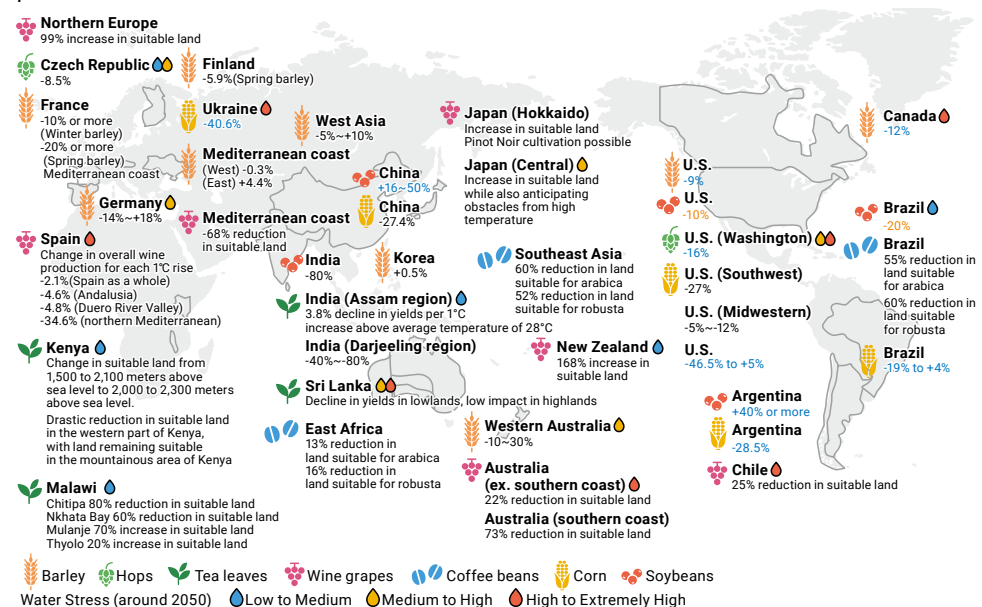 Northern Europe
99% increase in suitable land
Czech Republic
-8.5%
Finland
-5.9%(Spring barley)
France
-10% or more
(Winter barley)
-20% or more
(Spring barley)
Mediterranean coast
Ukraine
-40.6%
West Asia
-5%~+10%
Mediterranean coast
(West) -0.3%
(East) +4.4%
Germany
-14%~+18%
Mediterranean coast
-68% reduction
in suitable land
Spain
Change in overall wine
production for each 1°C rise
-2.1%(Spain as a whole)
-4.6% (Andalusia)
-4.8% (Duero River Valley)
-34.6% (northern Mediterranean)
China
+16~50%
China
-27.4%
India
-80%
Korea
+0.5%
India (Assam region)
3.8% decline in yields per 1°C
increase above average temperature of 28°C
India (Darjeeling region)
-40%~-80%
Sri Lanka
Decline in yields in lowlands, low impact in highlands
Kenya
Change in suitable land from
1,500 to 2,100 meters above
sea level to 2,000 to 2,300 meters
above sea level.
Drastic reduction in suitable land
in the western part of Kenya,
with land remaining suitable
in the mountainous area of Kenya
Malawi
Chitipa 80% reduction in suitable land
Nkhata Bay 60% reduction in suitable land
Mulanje 70% increase in suitable land
Thyolo 20% increase in suitable land
East Africa
13% reduction in
land suitable for arabica
16% reduction in
land suitable for robusta
Japan (Hokkaido)
Increase in suitable land
Pinot Noir cultivation possible
Japan (Central)
Increase in suitable land
while also anticipating
obstacles from high
temperature
Southeast Asia
60% reduction in land
suitable for arabica
52% reduction in land
suitable for robusta
New Zealand
168% increase in
suitable land
Western Australia
-10~30%
Australia
(ex. southern coast)
22% reduction in suitable land
Australia (southern coast)
73% reduction in suitable land
Canada
-12%
U.S.
-9%
U.S.
-10%
U.S. (Washington)
-16%
U.S. (Southwest)
-27%
U.S. (Midwestern)
-5%~-12%
U.S.
-46.5% to +5%
Brazil
-20%
Brazil
55% reduction in
land suitable
for arabica
60% reduction in
land suitable
for robusta
Brazil
-19% to +4%
Argentina
+40% or more
Argentina
-28.5%
Chile
25% reduction in suitable land
Barley Hops Tea leaves Wine grapes Coffee beans Corn Soybeans
Water Stress (around 2050) Low to Medium Medium to High High to Extremely High